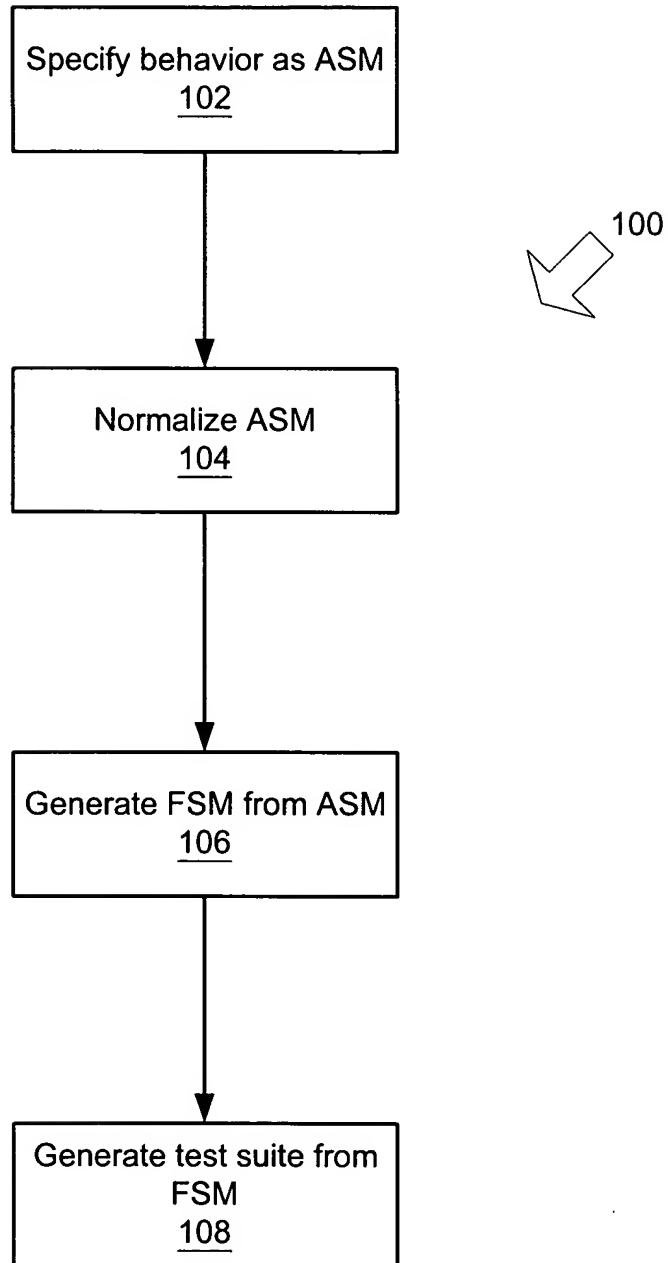 Specify behavior as ASM
102
100
Normalize ASM
104
Generate FSM from ASM
106
Generate test suite from
FSM
108